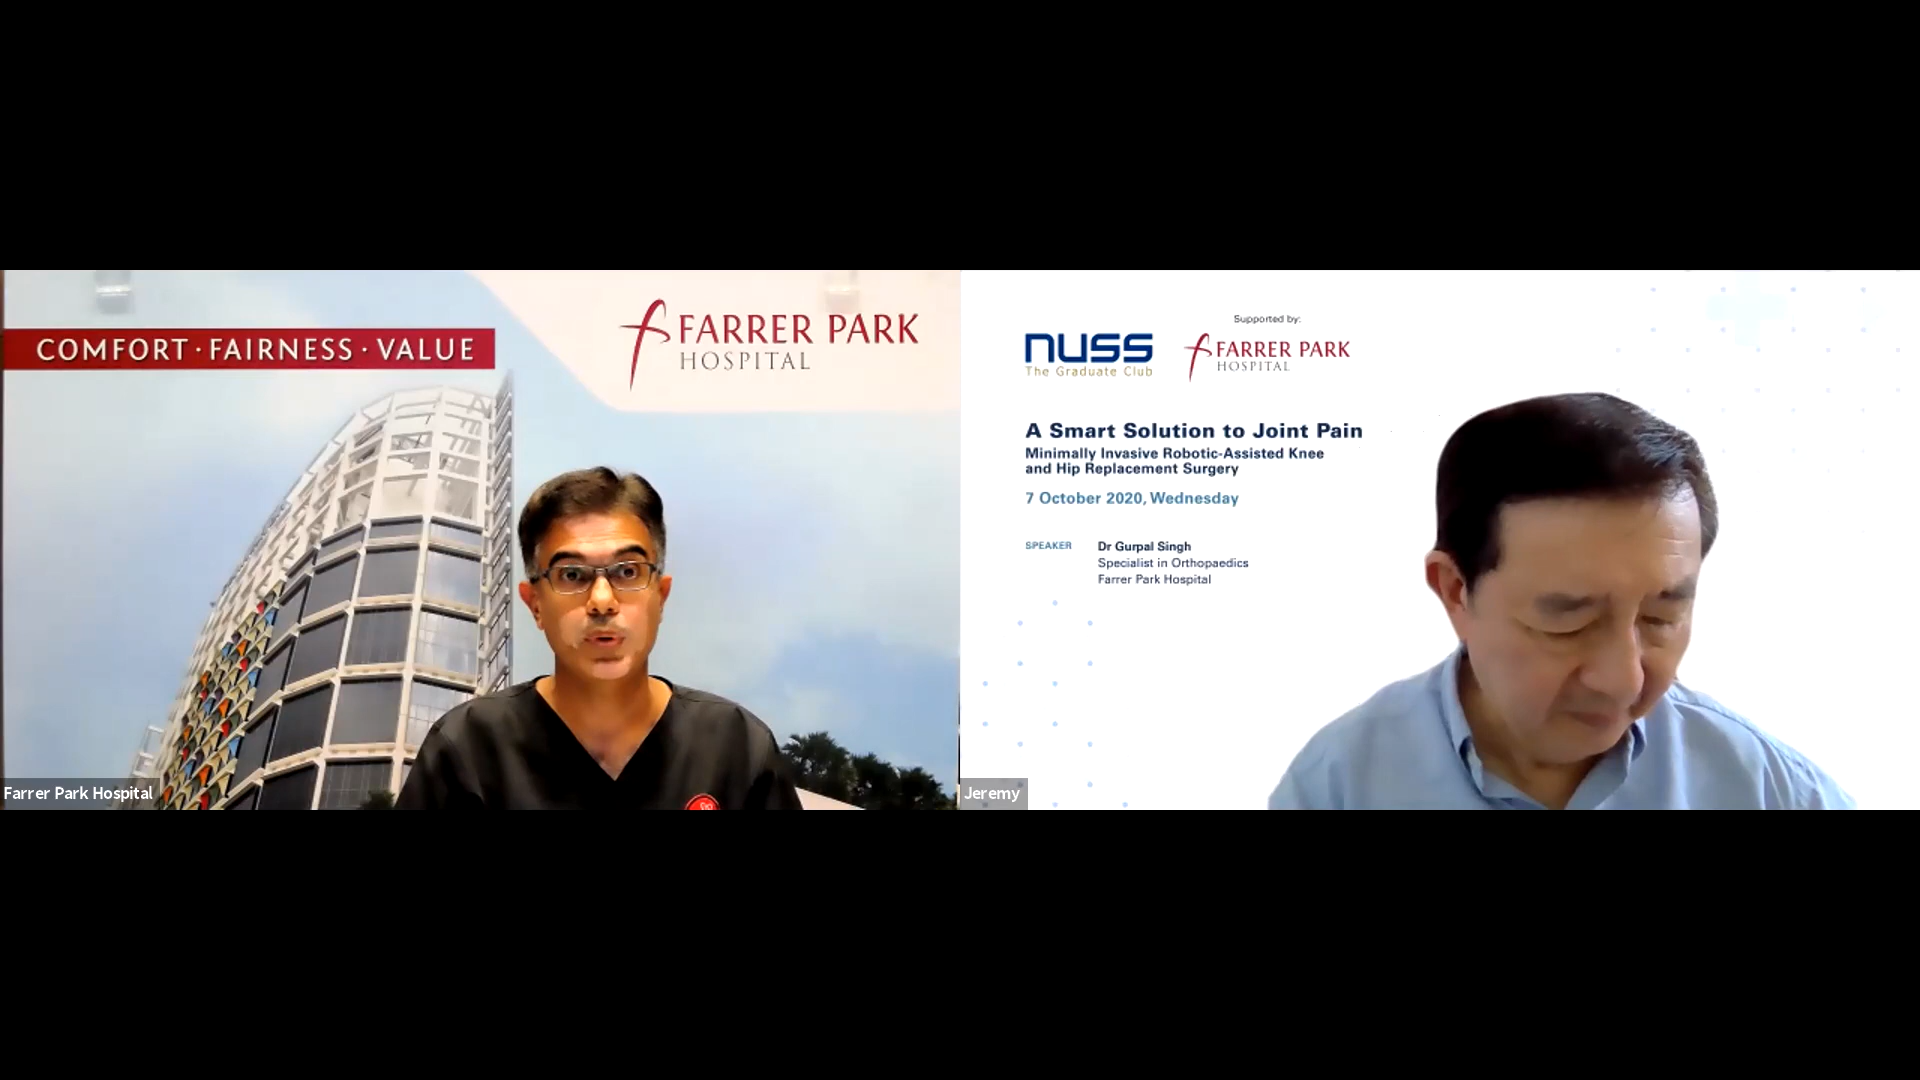 COMFORT · FAIRNESS · VALUE
FARRER PARK
HOSPITAL
Farrer Park Hospital
Supported by:
nuss
The Graduate Club
FARRER PARK
HOSPITAL
A Smart Solution to Joint Pain
Minimally Invasive Robotic-Assisted Knee
and Hip Replacement Surgery
7 October 2020, Wednesday
SPEAKER
Dr Gurpal Singh
Specialist in Orthopaedics
Farrer Park Hospital
Jeremy